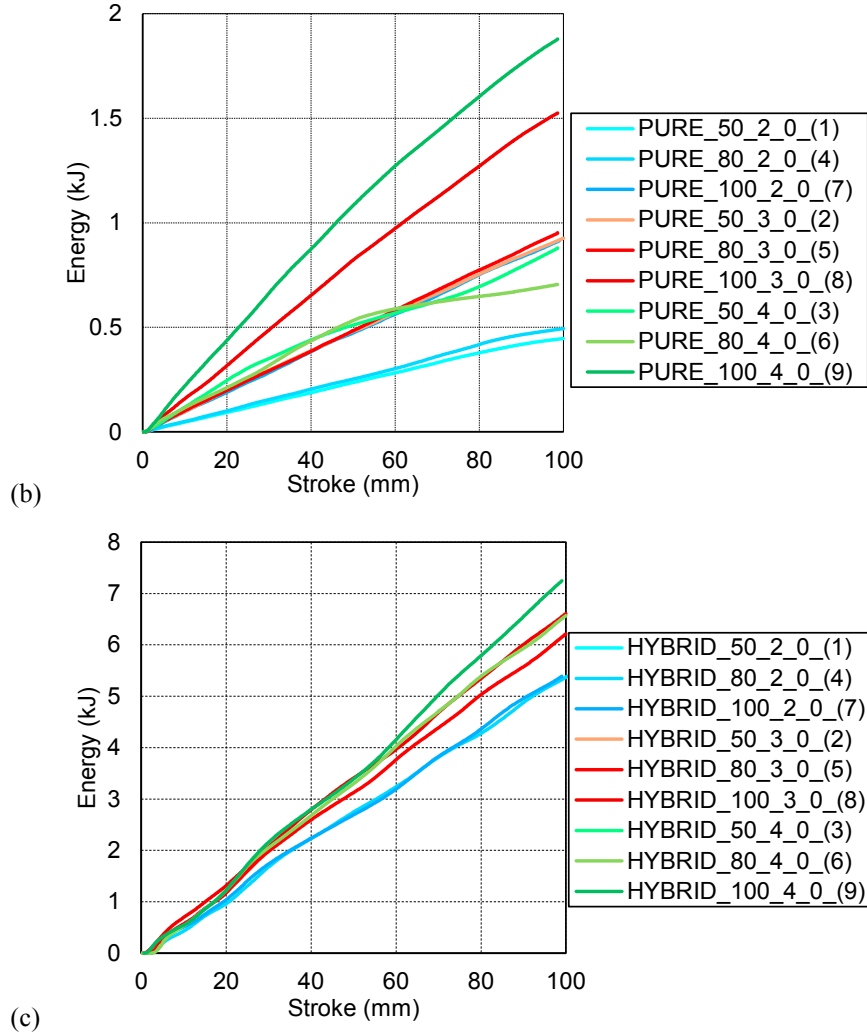 2
1.5
1
0.5
0
Energy (kJ)
0 20 40 60 80 100
Stroke (mm)
PURE_50_2_0_(1)
PURE_80_2_0_(4)
PURE_100_2_0_(7)
PURE_50_3_0_(2)
PURE_80_3_0_(5)
PURE_100_3_0_(8)
PURE_50_4_0_(3)
PURE_80_4_0_(6)
PURE_100_4_0_(9)
(b)
8
7
6
5
4
3
2
1
0
Energy (kJ)
0 20 40 60 80 100
Stroke (mm)
HYBRID_50_2_0_(1)
HYBRID_80_2_0_(4)
HYBRID_100_2_0_(7)
HYBRID_50_3_0_(2)
HYBRID_80_3_0_(5)
HYBRID_100_3_0_(8)
HYBRID_50_4_0_(3)
HYBRID_80_4_0_(6)
HYBRID_100_4_0_(9)
(c)